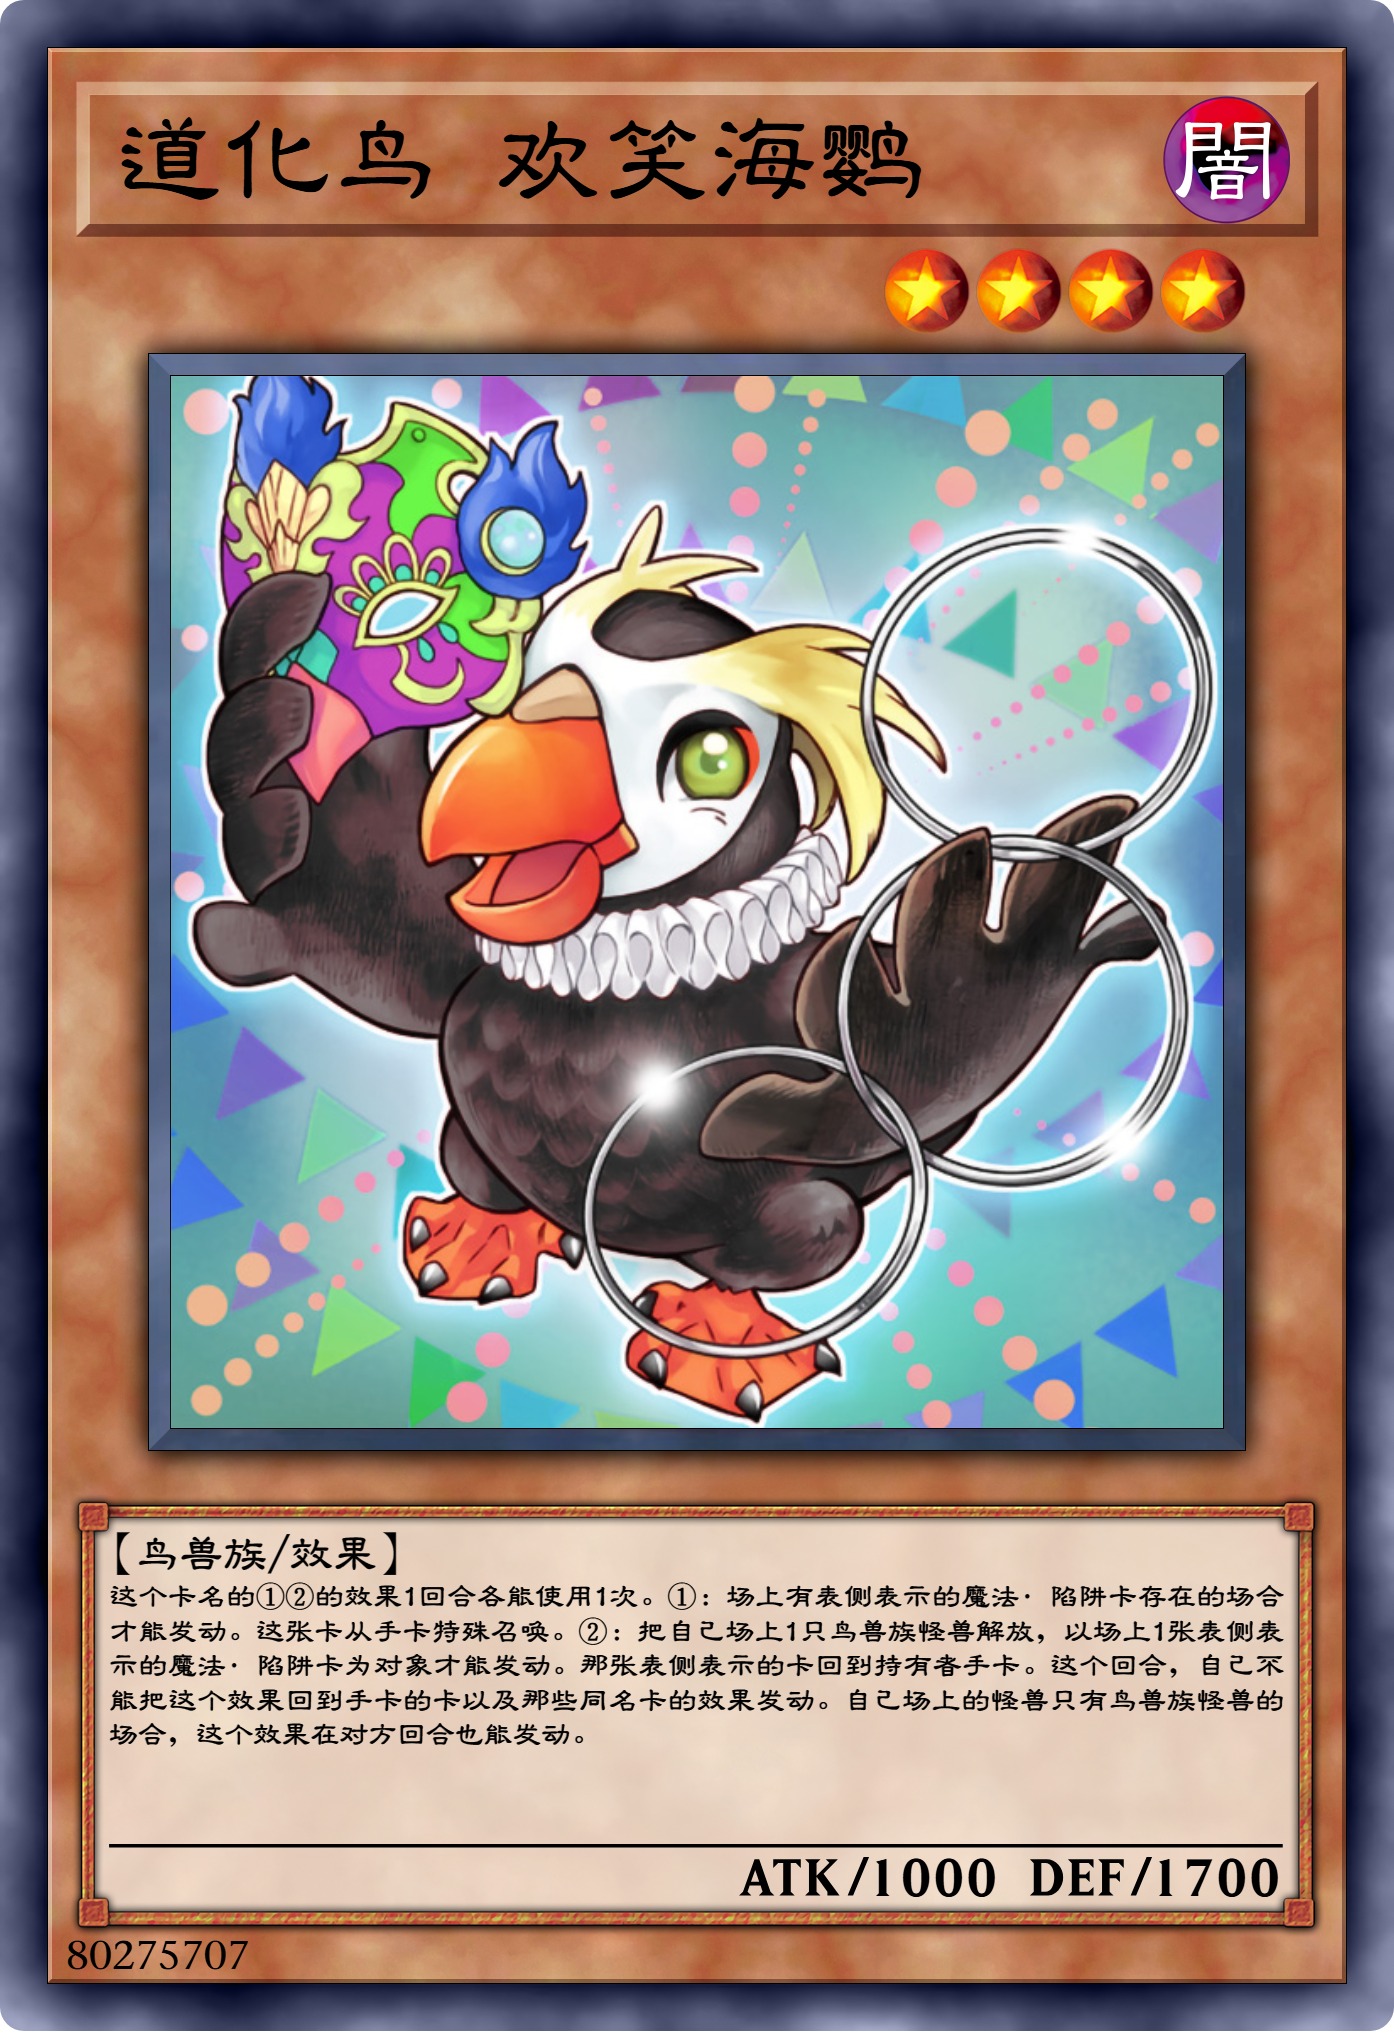 道化鸟 欢笑海鹦
闇
【鸟兽族/效果】
这个卡名的①②的效果1回合各能使用1次。①：场上有表侧表示的魔法·陷阱卡存在的场合
才能发动。这张卡从手卡特殊召唤。②：把自己场上1只鸟兽族怪兽解放，以场上1张表侧表
示的魔法·陷阱卡为对象才能发动。那张表侧表示的卡回到持有者手卡。这个回合，自己不
能把这个效果回到手卡的卡以及那些同名卡的效果发动。自己场上的怪兽只有鸟兽族怪兽的
场合，这个效果在对方回合也能发动。
ATK/1000 DEF/1700
80275707